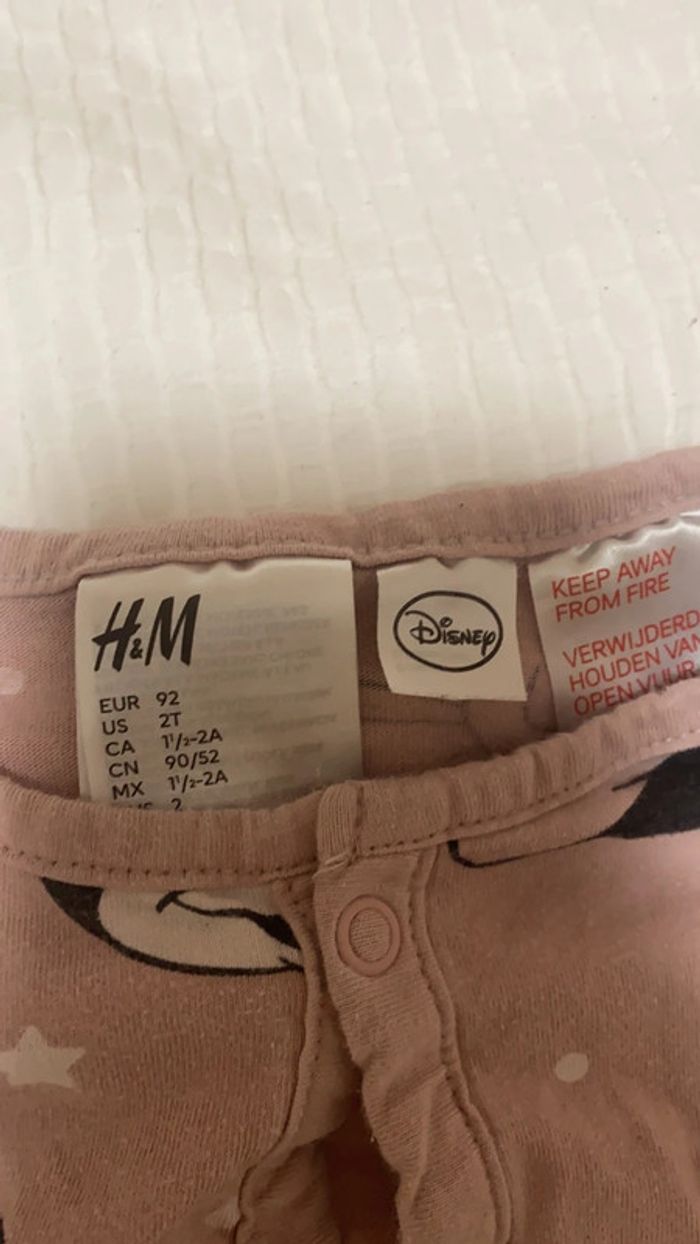 H&M
EUR 92
US 2T
CA 1½-2A
CN 90/52
MX 1½-2A
2
Disney
KEEP AWAY
FROM FIRE
VERWIJDERD
HOUDEN VAN
OPEN VUUR